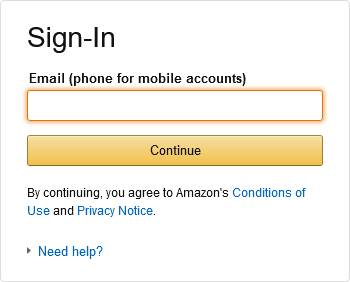 Sign-In
Email (phone for mobile accounts)
Continue
By continuing, you agree to Amazon's Conditions of
Use and Privacy Notice.
Need help?